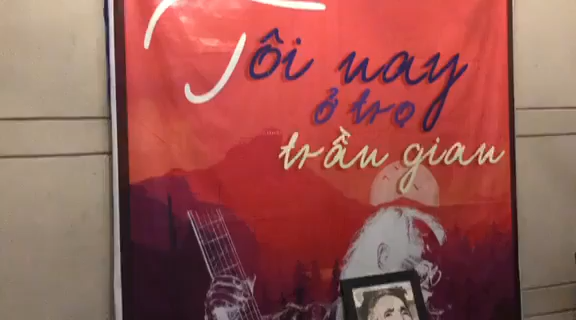 Tôi nay
ở trọ
trần gian